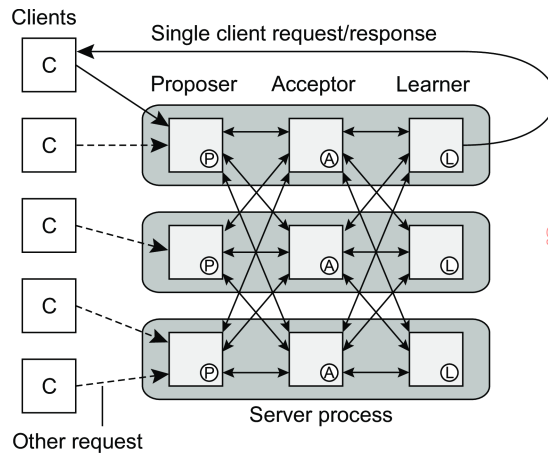 Clients
Single client request/response
C
Proposer Acceptor Learner
C
P A L
C
P A L
C
P A L
C
Server process
Other request